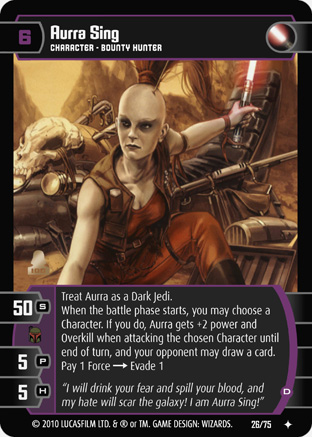 6
Aurra Sing
CHARACTER • BOUNTY HUNTER
50 S
5 P
5 H
Treat Aurra as a Dark Jedi.
When the battle phase starts, you may choose a
Character. If you do, Aurra gets +2 power and
Overkill when attacking the chosen Character until
end of turn, and your opponent may draw a card.
Pay 1 Force → Evade 1
“I will drink your fear and spill your blood, and
my hate will scar the galaxy! I am Aurra Sing!”
D
© 2010 LUCASFILM LTD. & ® or TM. GAME DESIGN: WIZARDS. 26/75